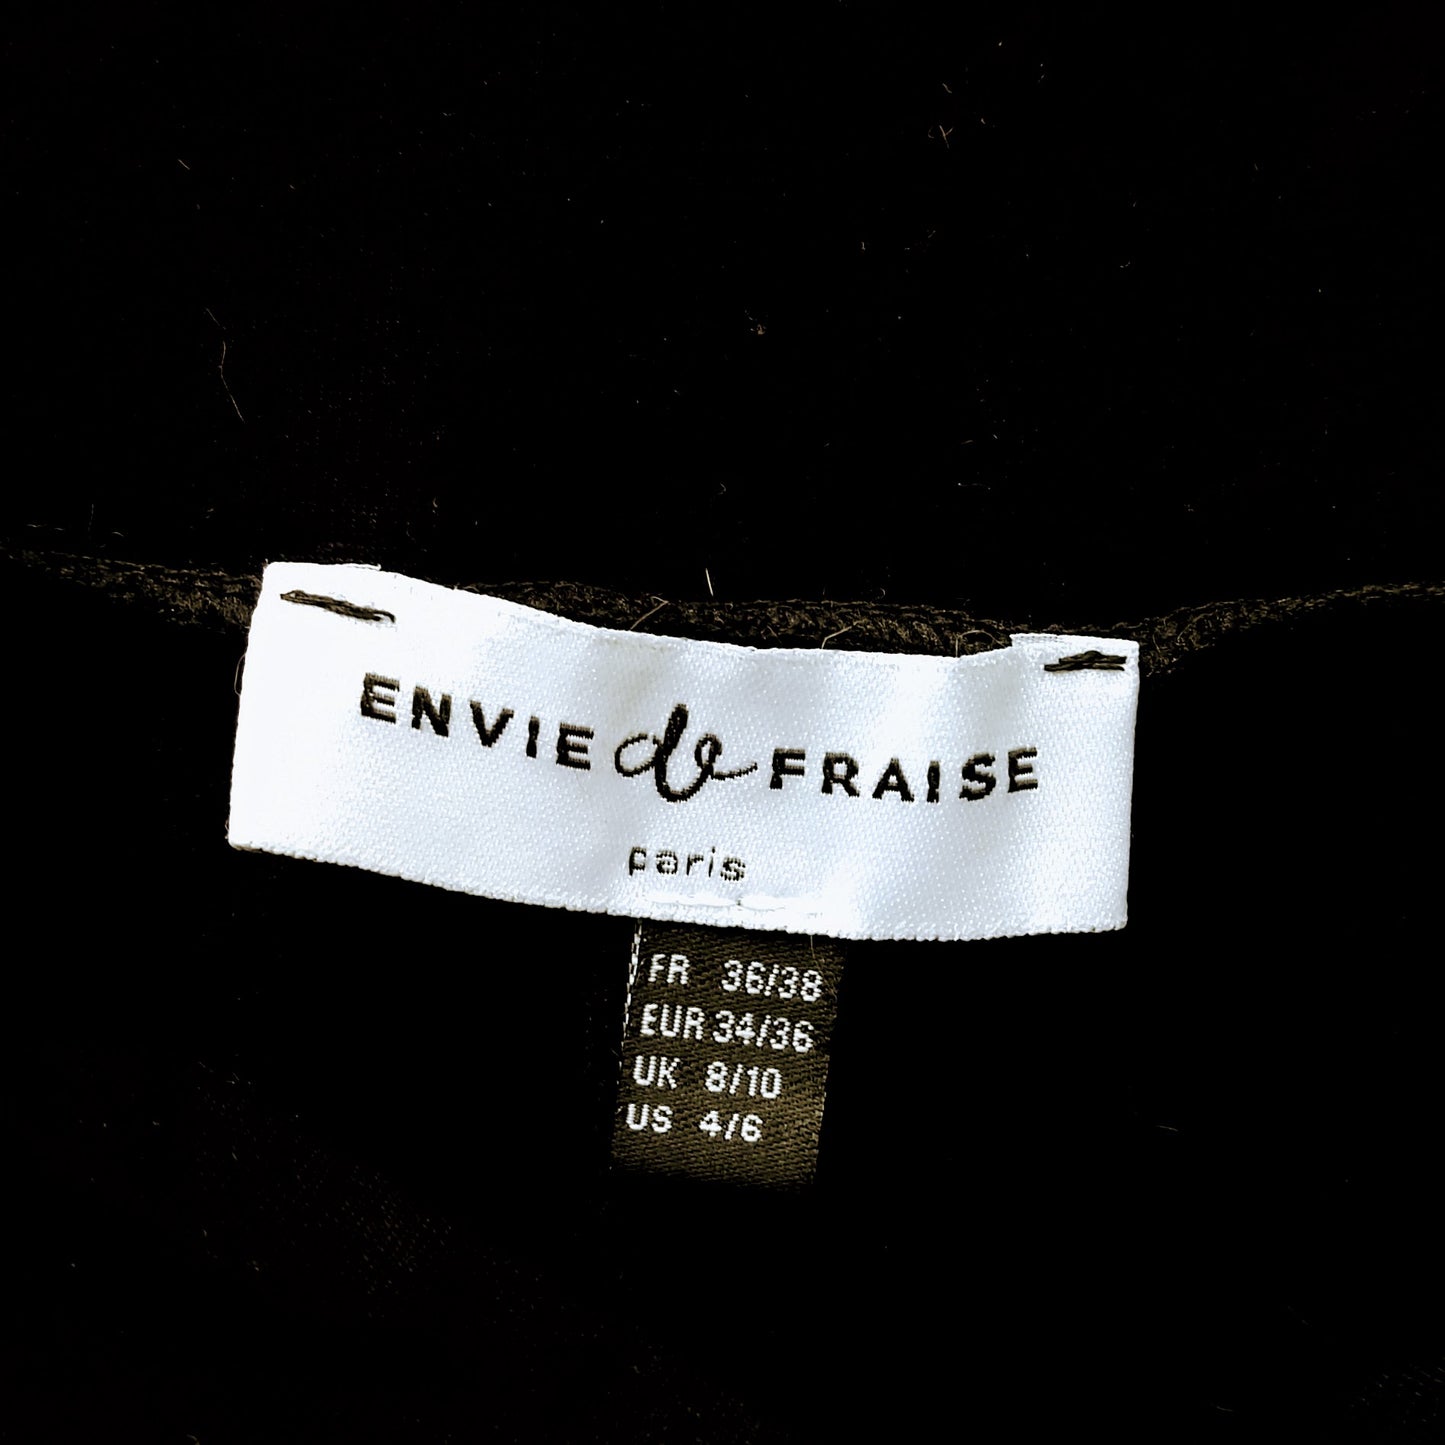 ENVIE de FRAISE
paris
FR 36/38
EUR 34/36
UK 8/10
US 4/6